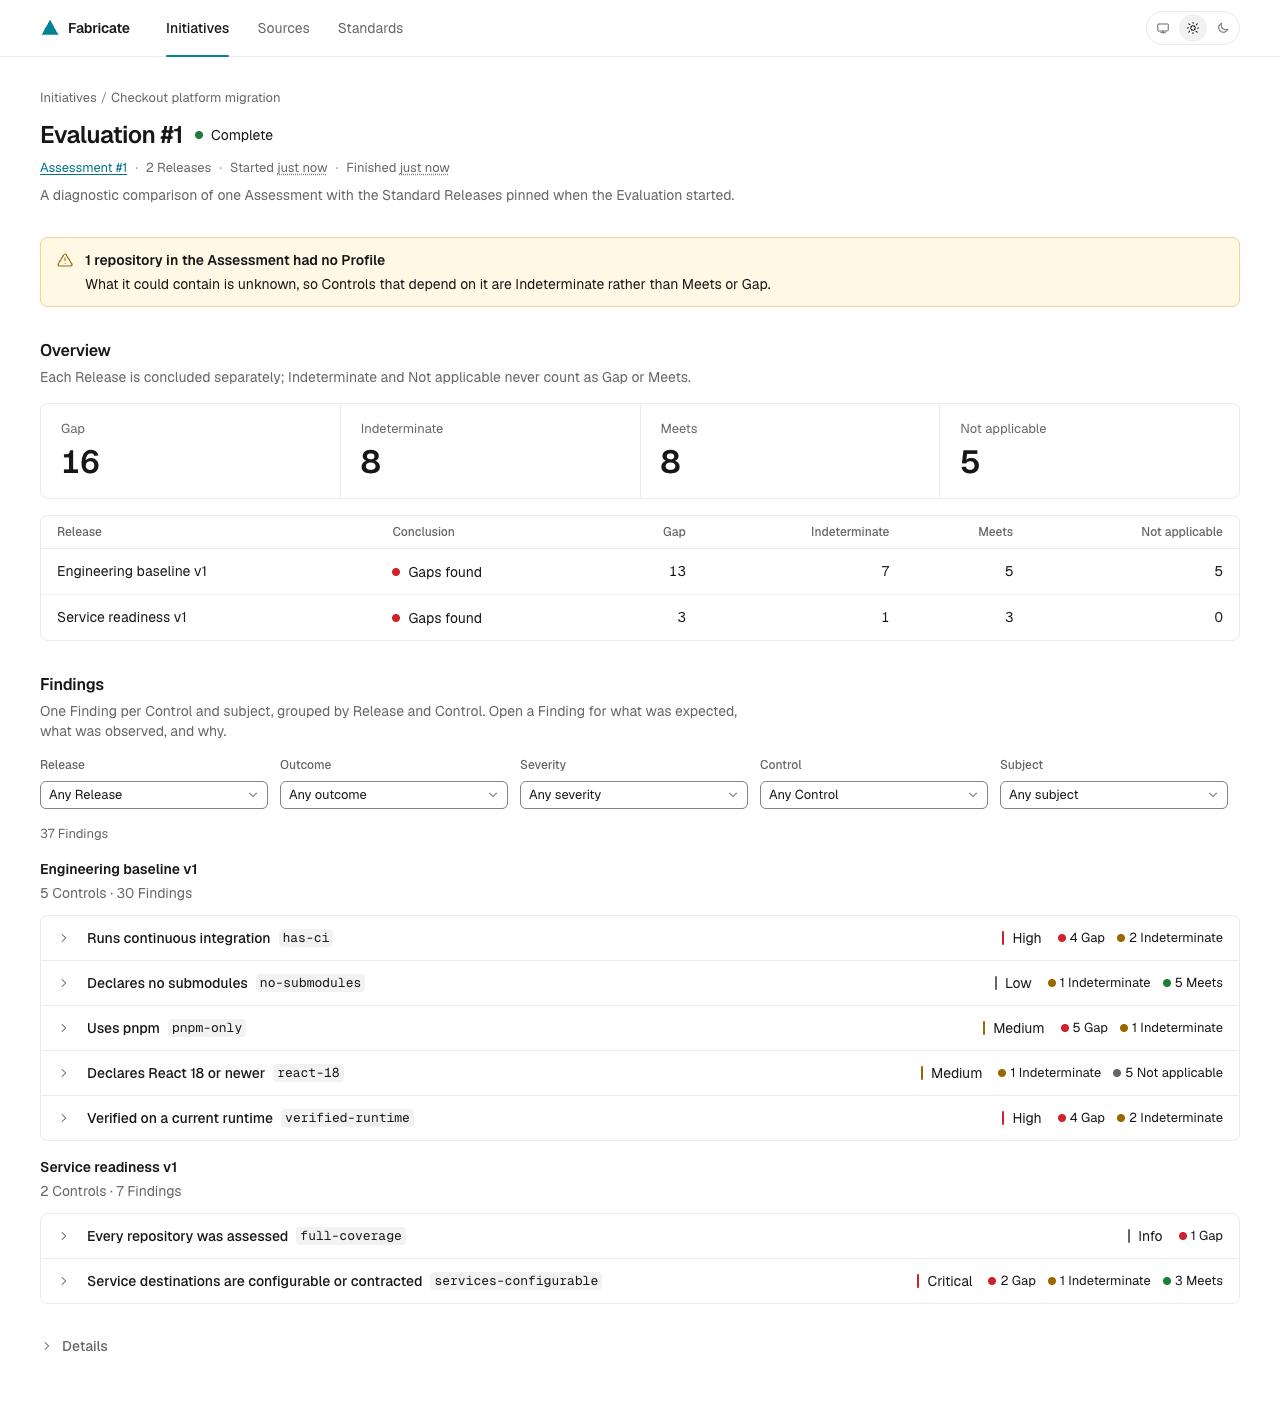 Fabricate
Initiatives
Sources
Standards
Initiatives / Checkout platform migration
Evaluation #1
Complete
Assessment #1 · 2 Releases · Started just now · Finished just now
A diagnostic comparison of one Assessment with the Standard Releases pinned when the Evaluation started.
1 repository in the Assessment had no Profile
What it could contain is unknown, so Controls that depend on it are Indeterminate rather than Meets or Gap.
Overview
Each Release is concluded separately; Indeterminate and Not applicable never count as Gap or Meets.
Gap
16
Indeterminate
8
Meets
8
Not applicable
5
Release Conclusion Gap Indeterminate Meets Not applicable
Engineering baseline v1 Gaps found 13 7 5 5
Service readiness v1 Gaps found 3 1 3 0
Findings
One Finding per Control and subject, grouped by Release and Control. Open a Finding for what was expected,
what was observed, and why.
Release Outcome Severity Control Subject
Any Release Any outcome Any severity Any Control Any subject
37 Findings
Engineering baseline v1
5 Controls · 30 Findings
Runs continuous integration has-ci High 4 Gap 2 Indeterminate
Declares no submodules no-submodules Low 1 Indeterminate 5 Meets
Uses pnpm pnpm-only Medium 5 Gap 1 Indeterminate
Declares React 18 or newer react-18 Medium 1 Indeterminate 5 Not applicable
Verified on a current runtime verified-runtime High 4 Gap 2 Indeterminate
Service readiness v1
2 Controls · 7 Findings
Every repository was assessed full-coverage Info 1 Gap
Service destinations are configurable or contracted services-configurable Critical 2 Gap 1 Indeterminate 3 Meets
Details